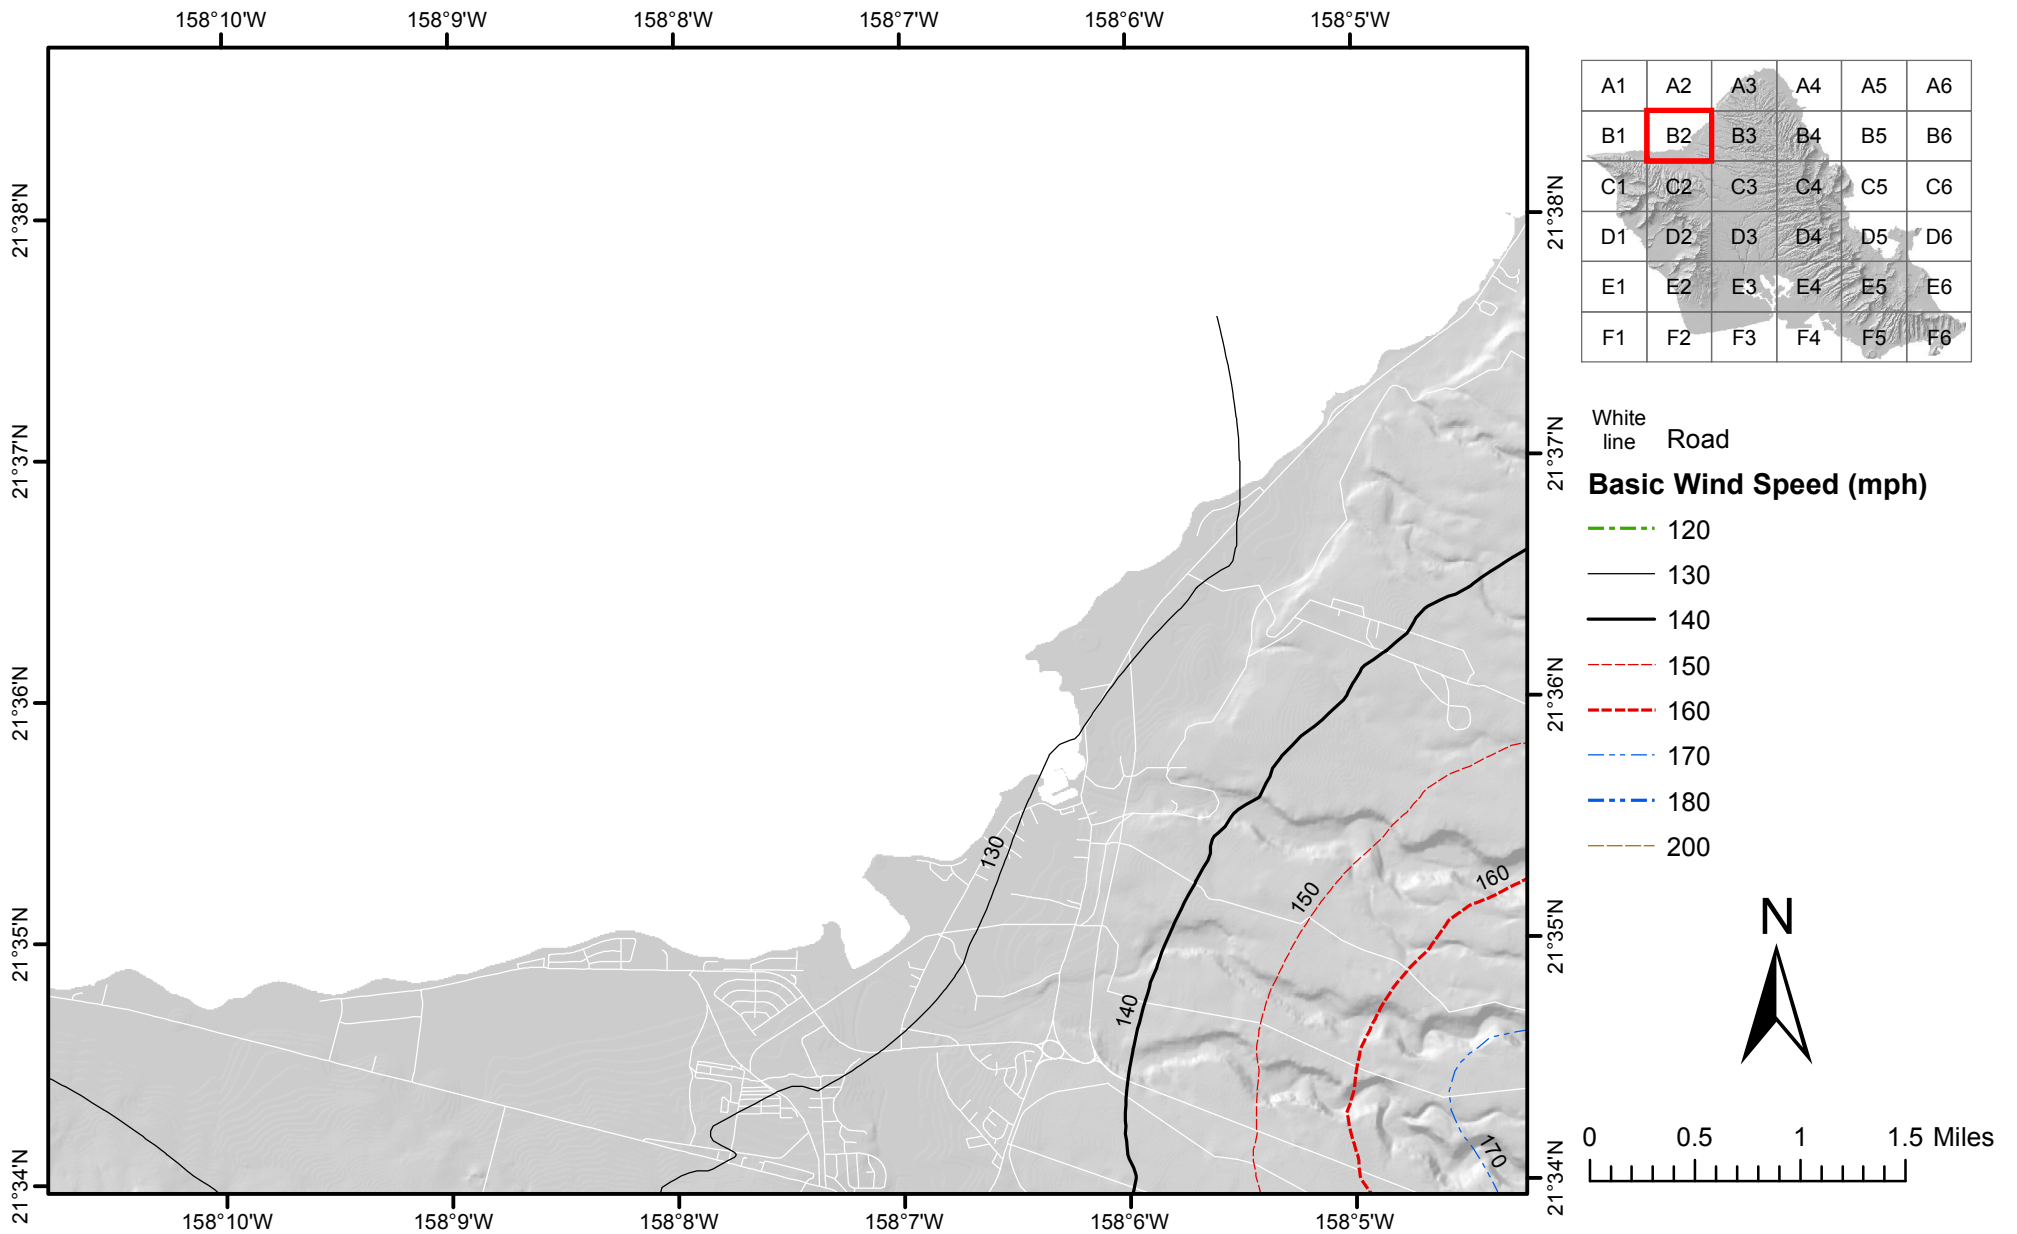 158°10'W 158°9'W 158°8'W 158°7'W 158°6'W 158°5'W
21°38'N
21°37'N
21°36'N
21°35'N
21°34'N
130
140
150
160
170
21°38'N
21°37'N
21°36'N
21°35'N
21°34'N
158°10'W 158°9'W 158°8'W 158°7'W 158°6'W 158°5'W
A1 A2 A3 A4 A5 A6
B1 B2 B3 B4 B5 B6
C1 C2 C3 C4 C5 C6
D1 D2 D3 D4 D5 D6
E1 E2 E3 E4 E5 E6
F1 F2 F3 F4 F5 F6
White
line Road
Basic Wind Speed (mph)
120
130
140
150
160
170
180
200
N
0 0.5 1 1.5 Miles